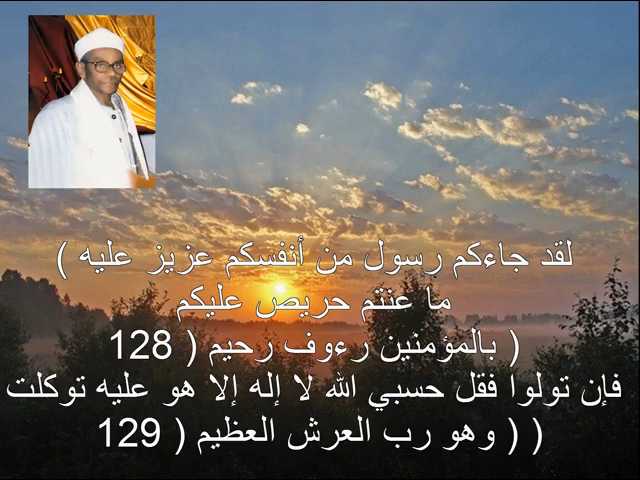 لقد جاءكم رسول من أنفسكم عزيز عليه )
ما عنتم حريص عليكم
( بالمؤمنين رءوف رحيم ( 128
فإن تولوا فقل حسبي الله لا إله إلا هو عليه توكلت
( ( وهو رب العرش العظيم ( 129